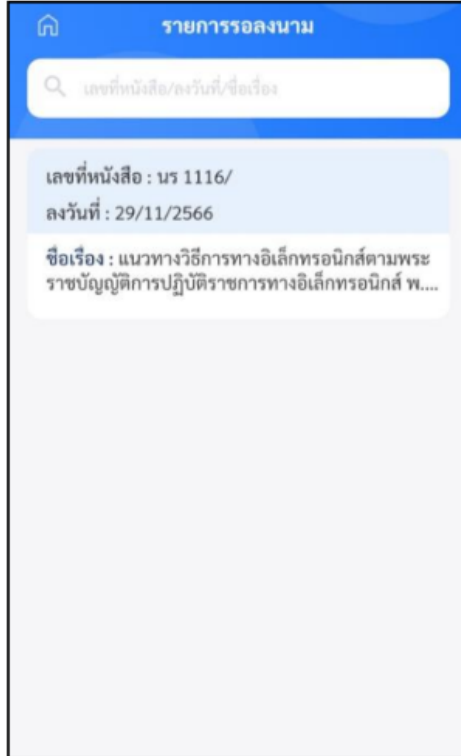 รายการรอลงนาม
เลขที่หนังสือ/ลงวันที่/ชื่อเรื่อง
เลขที่หนังสือ : นร 1116/
ลงวันที่ : 29/11/2566
ชื่อเรื่อง : แนวทางวิธีการทางอิเล็กทรอนิกส์ตามพระ
ราชบัญญัติการปฏิบัติราชการทางอิเล็กทรอนิกส์ พ....